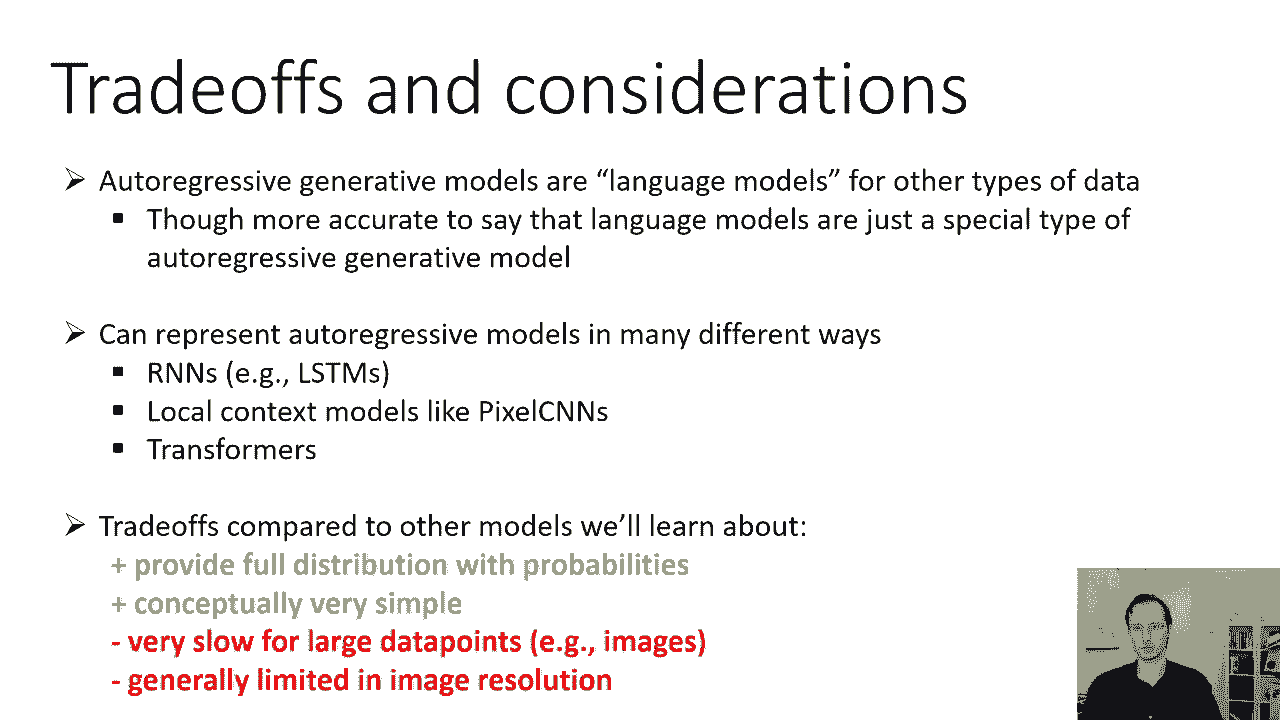 Tradeoffs and considerations
➢ Autoregressive generative models are “language models” for other types of data
▪ Though more accurate to say that language models are just a special type of
autoregressive generative model
➢ Can represent autoregressive models in many different ways
▪ RNNs (e.g., LSTMs)
▪ Local context models like PixelCNNs
▪ Transformers
➢ Tradeoffs compared to other models we’ll learn about:
+ provide full distribution with probabilities
+ conceptually very simple
- very slow for large datapoints (e.g., images)
- generally limited in image resolution